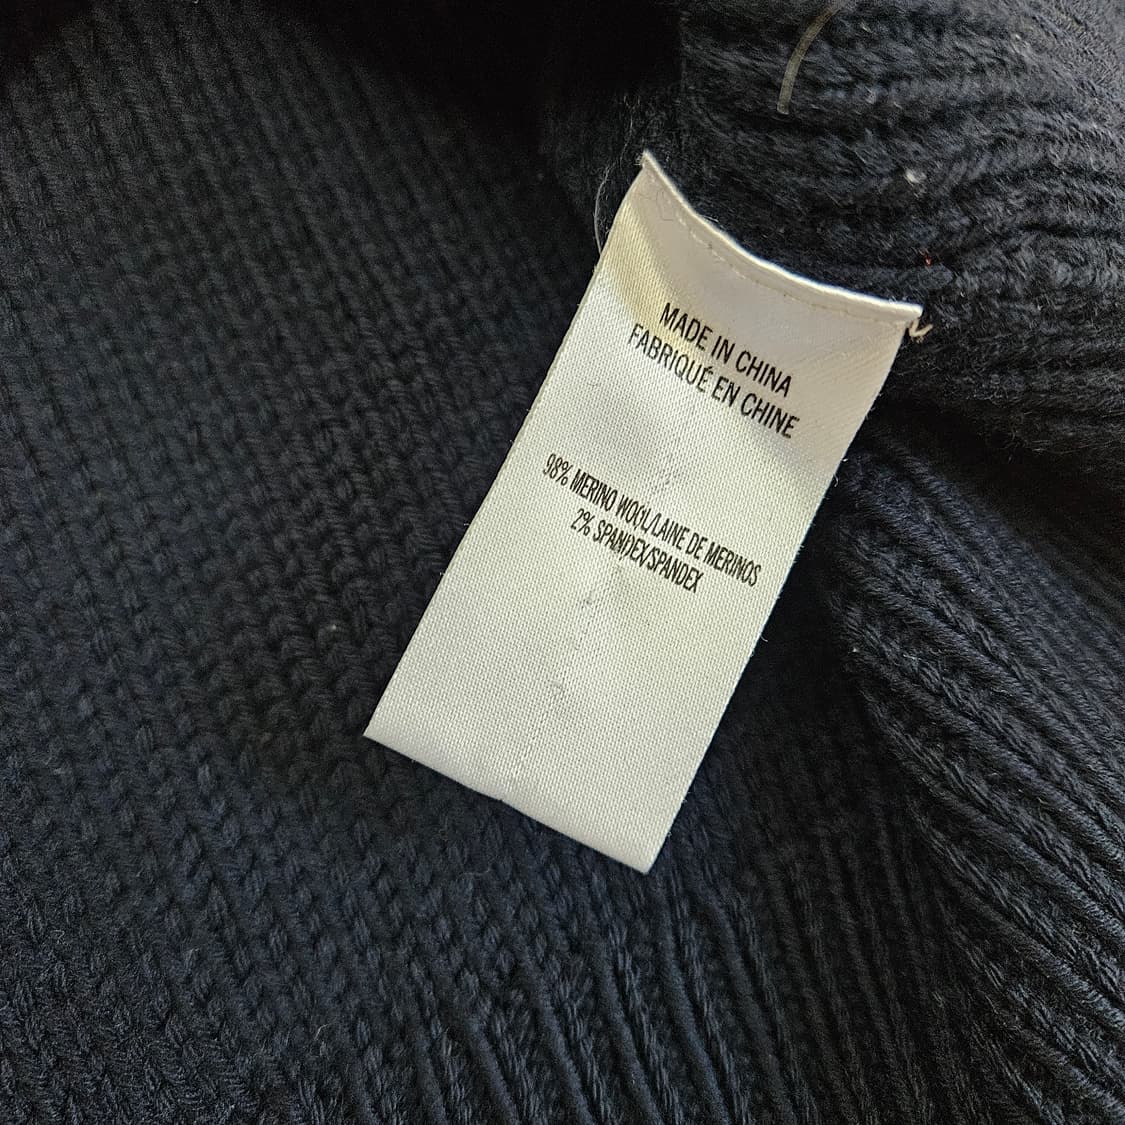 MADE IN CHINA
FABRIQUÉ EN CHINE
98% MERINO WOOL/LAINE DE MERINOS
2% SPANDEX/SPANDEX